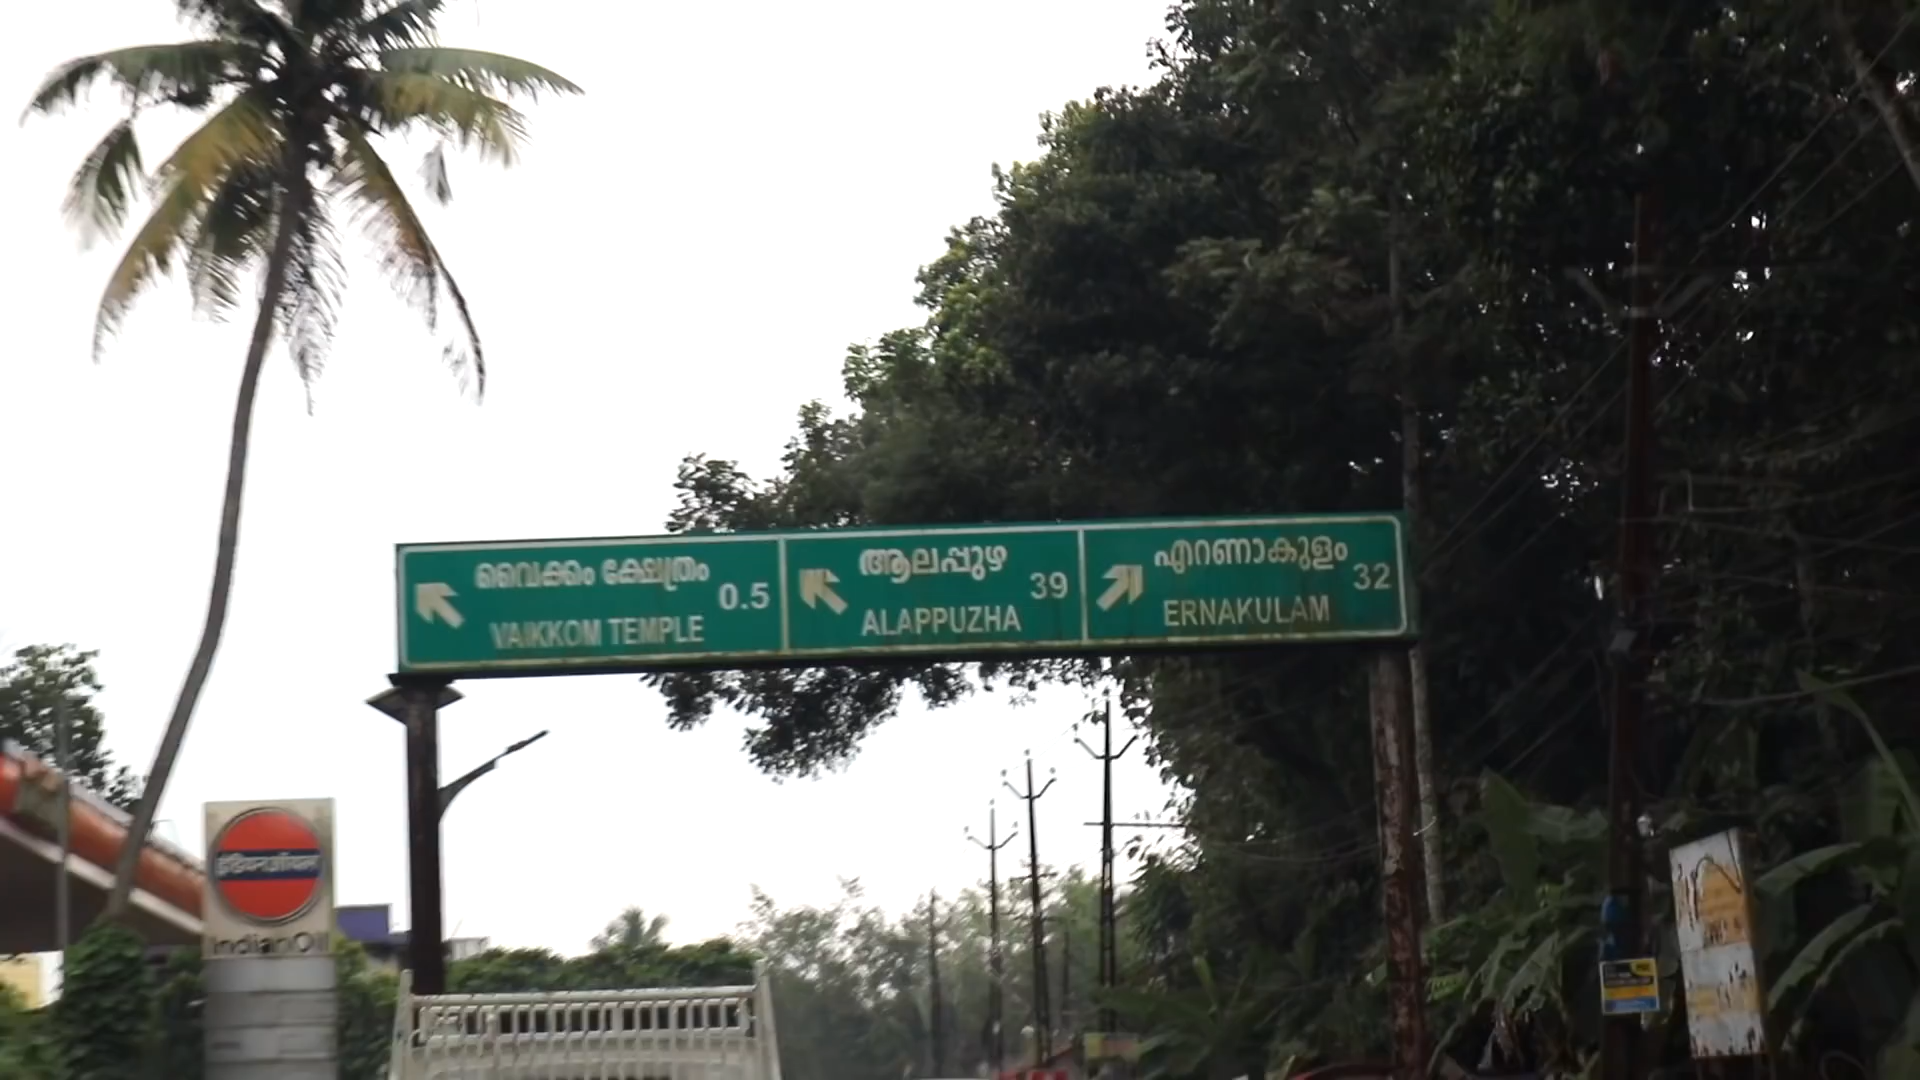 വൈക്കം ക്ഷേത്രം 0.5
VAIKKOM TEMPLE
ആലപ്പുഴ 39
ALAPPUZHA
എറണാകുളം 32
ERNAKULAM
IndianOil